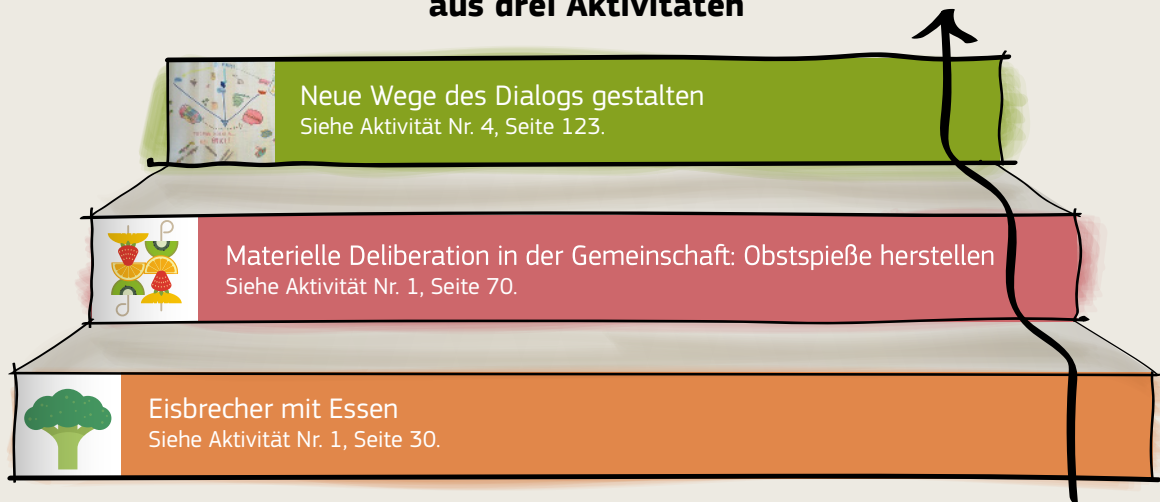 aus drei Aktivitäten
Neue Wege des Dialogs gestalten
Siehe Aktivität Nr. 4, Seite 123.
Materielle Deliberation in der Gemeinschaft: Obstspieße herstellen
Siehe Aktivität Nr. 1, Seite 70.
Eisbrecher mit Essen
Siehe Aktivität Nr. 1, Seite 30.